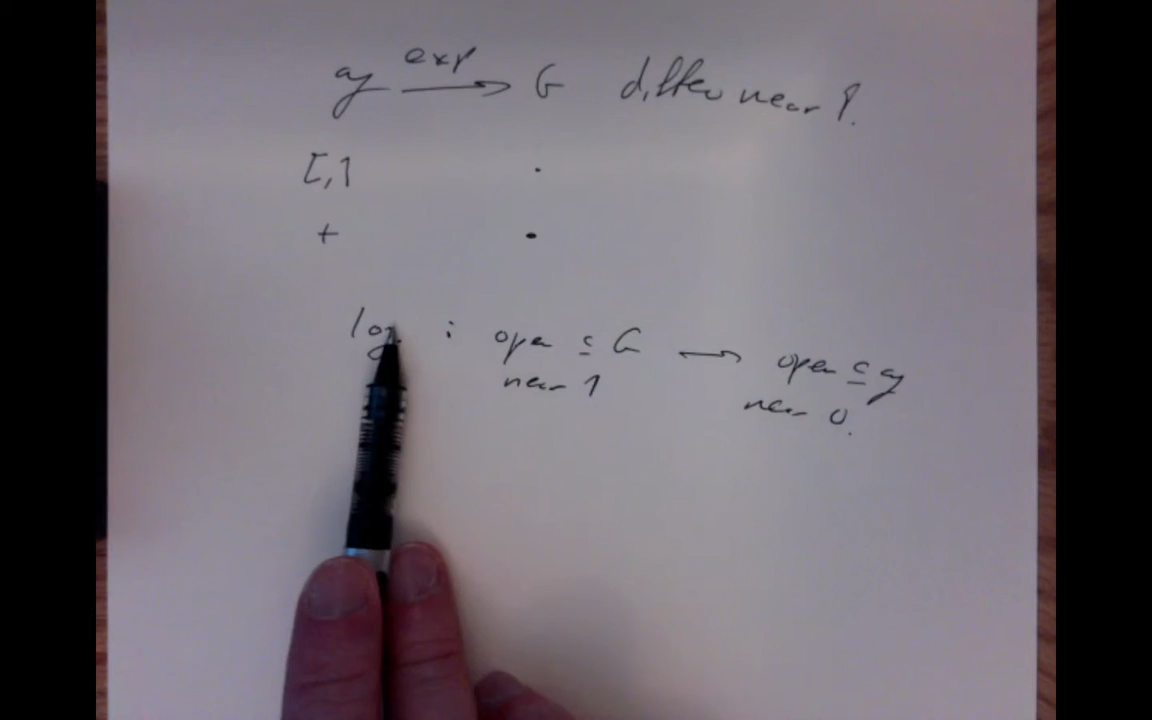 𝔤 exp → G diffeo near 1.
[,] ·
+ •
log : open ⊆ G → open ⊆ 𝔤
near 1 near 0.